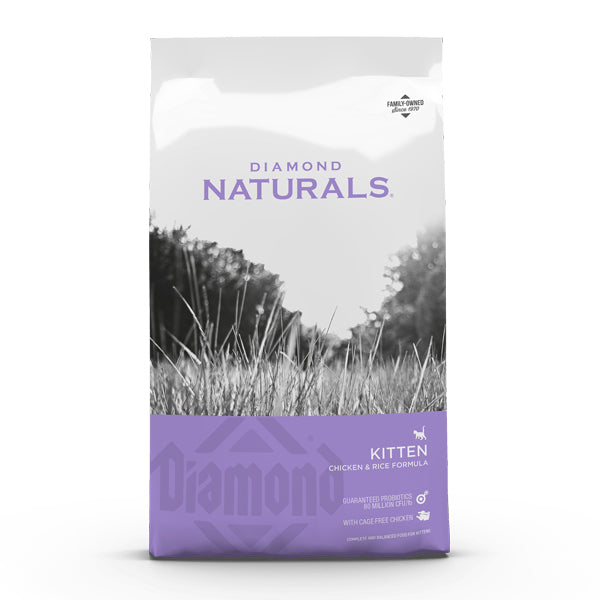 FAMILY-OWNED
Since 1970
DIAMOND
NATURALS®
KITTEN
CHICKEN & RICE FORMULA
Diamond®
GUARANTEED PROBIOTICS
80 MILLION CFU/lb
WITH CAGE-FREE CHICKEN
COMPLETE AND BALANCED FOOD FOR KITTENS